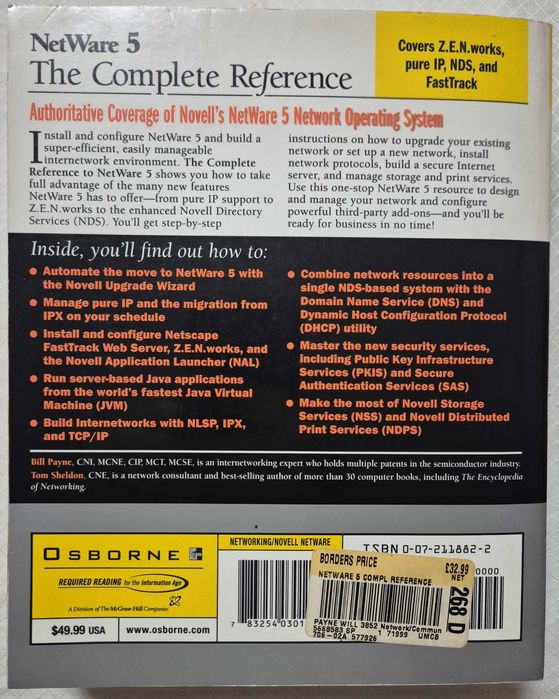 NetWare 5
The Complete Reference
Covers Z.E.N.works,
pure IP, NDS, and
FastTrack
Authoritative Coverage of Novell's NetWare 5 Network Operating System
Install and configure NetWare 5 and build a
super-efficient, easily manageable
internetwork environment. The Complete
Reference to NetWare 5 shows you how to take
full advantage of the many new features
NetWare 5 has to offer—from pure IP support to
Z.E.N.works to the enhanced Novell Directory
Services (NDS). You'll get step-by-step
instructions on how to upgrade your existing
network or set up a new network, install
network protocols, build a secure Internet
server, and manage storage and print services.
Use this one-stop NetWare 5 resource to design
and manage your network and configure
powerful third-party add-ons—and you'll be
ready for business in no time!
Inside, you'll find out how to:
● Automate the move to NetWare 5 with
the Novell Upgrade Wizard
● Manage pure IP and the migration from
IPX on your schedule
● Install and configure Netscape
FastTrack Web Server, Z.E.N.works, and
the Novell Application Launcher (NAL)
● Run server-based Java applications
from the world's fastest Java Virtual
Machine (JVM)
● Build Internetworks with NLSP, IPX,
and TCP/IP
● Combine network resources into a
single NDS-based system with the
Domain Name Service (DNS) and
Dynamic Host Configuration Protocol
(DHCP) utility
● Master the new security services,
including Public Key Infrastructure
Services (PKIS) and Secure
Authentication Services (SAS)
● Make the most of Novell Storage
Services (NSS) and Novell Distributed
Print Services (NDPS)
Bill Payne, CNI, MCNE, CIP, MCT, MCSE, is an internetworking expert who holds multiple patents in the semiconductor industry.
Tom Sheldon, CNE, is a network consultant and best-selling author of more than 30 computer books, including The Encyclopedia
of Networking.
OSBORNE
REQUIRED READING for the Information Age
A Division of The McGraw-Hill Companies
$49.99 USA
www.osborne.com
NETWORKING/NOVELL NETWARE
ISBN 0-07-211882-2
7 83254 0301
0000
BORDERS PRICE
£32.99
NET
NETWARE 5 COMPL REFERENCE
268 D
PAYNE WILL 3852 Network/Commun
5668583 SP 1 71999 UMCB
706-02A 577926